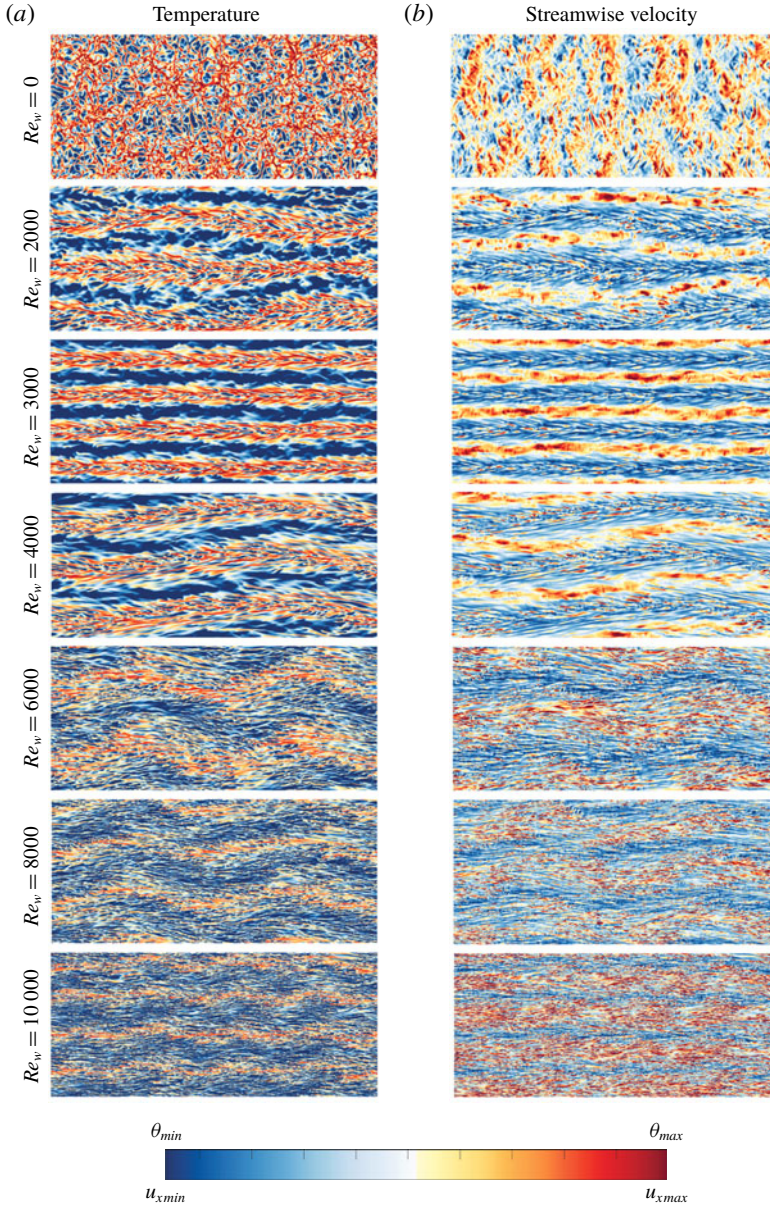 (a) Temperature (b) Streamwise velocity
Re_w = 0
Re_w = 2000
Re_w = 3000
Re_w = 4000
Re_w = 6000
Re_w = 8000
Re_w = 10 000
θ_min θ_max
u_xmin u_xmax